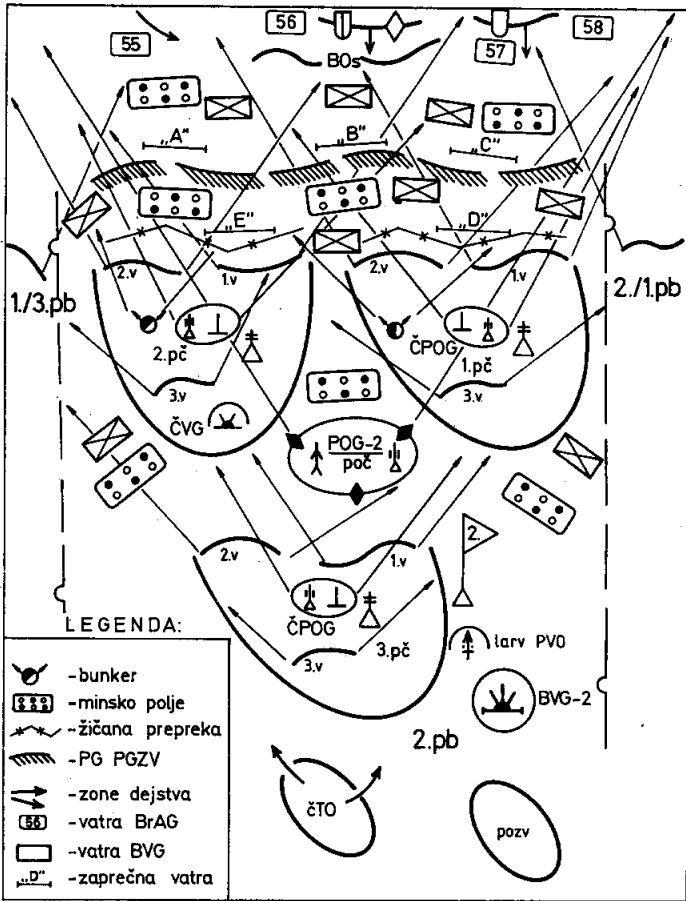 56
58
55
57
BOs
„A"
„B"
„C"
„E"
„D"
2.v
1.v
2.v
1.v
1./3.pb
2./1.pb
2.pč
ČPOG
1.pč
3.v
3.v
ČVG
POG-2
poč
2.v
1.v
2.
ČPOG
3.v
3.pč
larv PVO
BVG-2
2.pb
čTO
pozv
LEGENDA:
-bunker
-minsko polje
-žičana prepreka
-PG PGZV
-zone dejstva
56 -vatra BrAG
-vatra BVG
„D" -zaprečna vatra